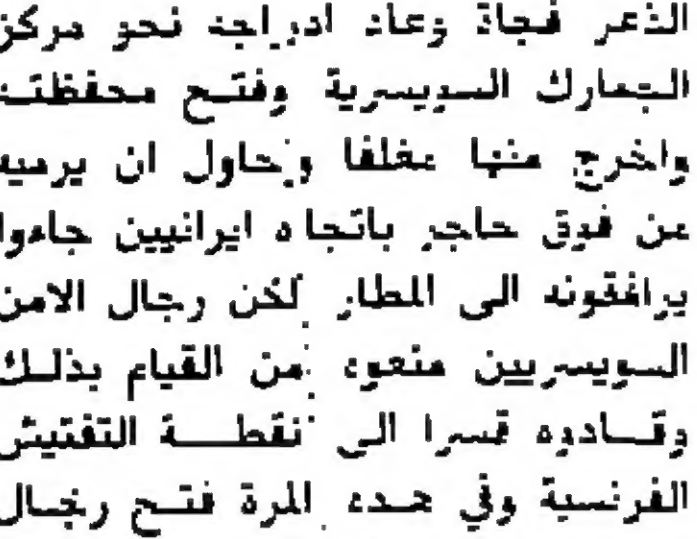 الذعر فجأة وعاد ادراجه نحو مركز
الجمارك السويسرية وفتح محفظته
واخرج منها مغلفا وحاول ان يرميه
عن فوق حاجز باتجاه ايرانيين جاءوا
يرافقونه الى المطار لكن رجال الامن
السويسريين منعوه من القيام بذلك
وقادوه قسرا الى نقطة التفتيش
الفرنسية وفي هذه المرة فتح رجال